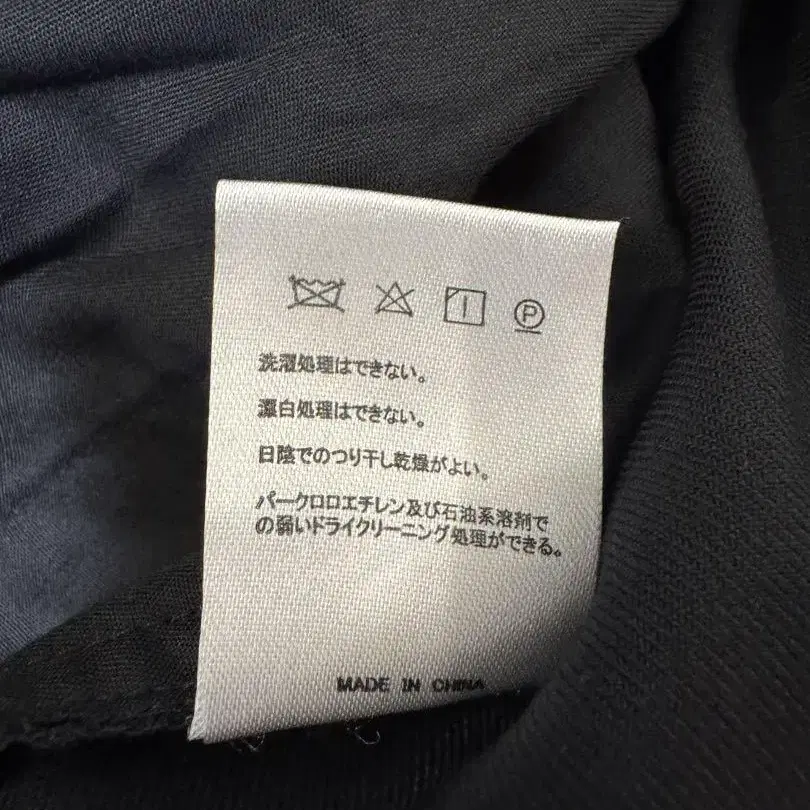 P
洗濯処理はできない。
漂白処理はできない。
日陰でのつり干し乾燥がよい。
パークロロエチレン及び石油系溶剤で
の弱いドライクリーニング処理ができる。
MADE IN CHINA